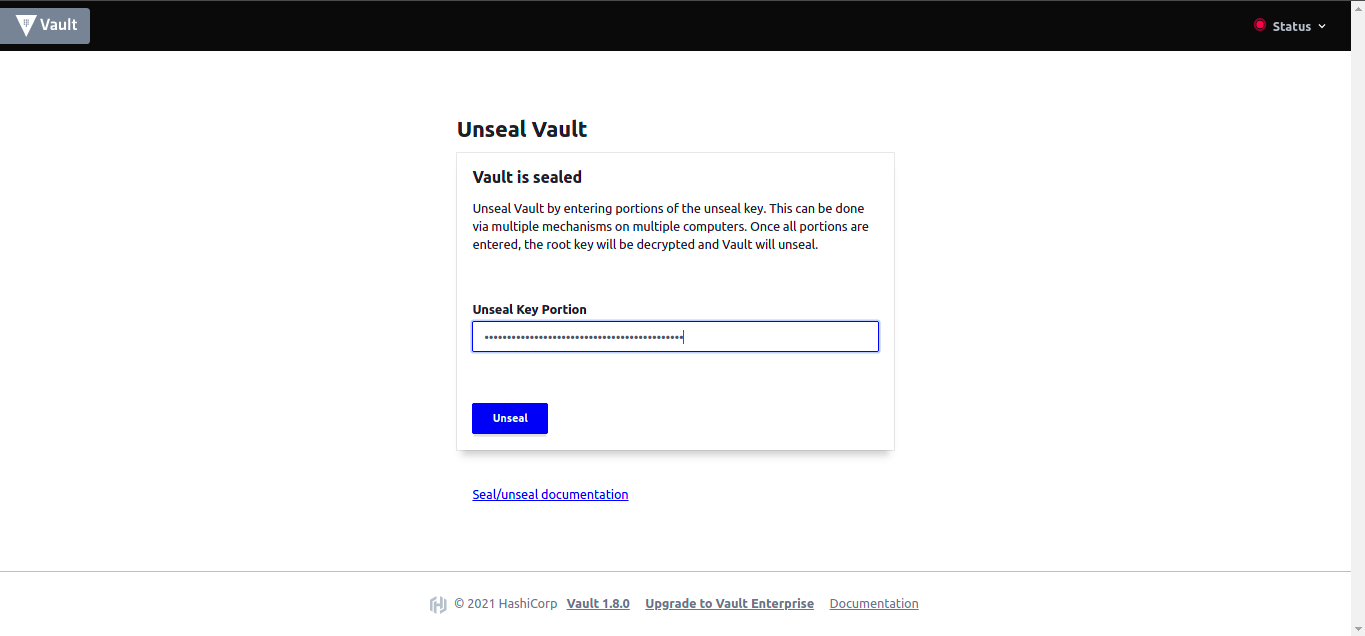 Vault
Status
Unseal Vault
Vault is sealed
Unseal Vault by entering portions of the unseal key. This can be done
via multiple mechanisms on multiple computers. Once all portions are
entered, the root key will be decrypted and Vault will unseal.
Unseal Key Portion
Unseal
Seal/unseal documentation
© 2021 HashiCorp Vault 1.8.0 Upgrade to Vault Enterprise Documentation